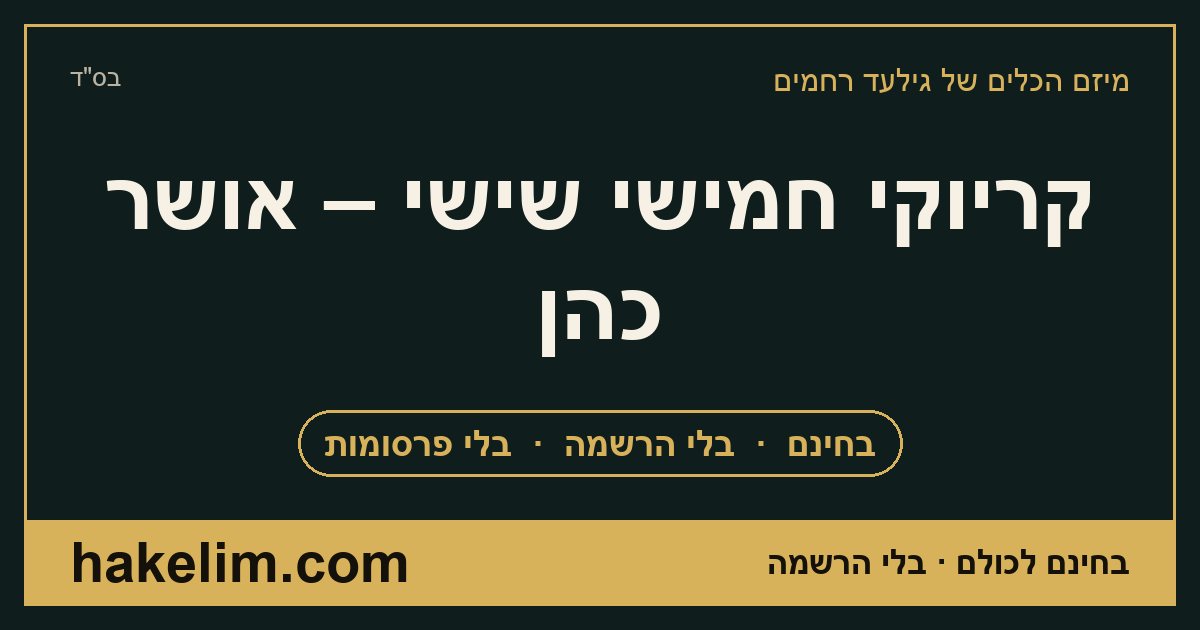 מיזם הכלים של גילעד רחמים
בס"ד
קריוקי חמישי שישי – אושר
כהן
בחינם · בלי הרשמה · בלי פרסומות
בחינם לכולם · בלי הרשמה
hakelim.com